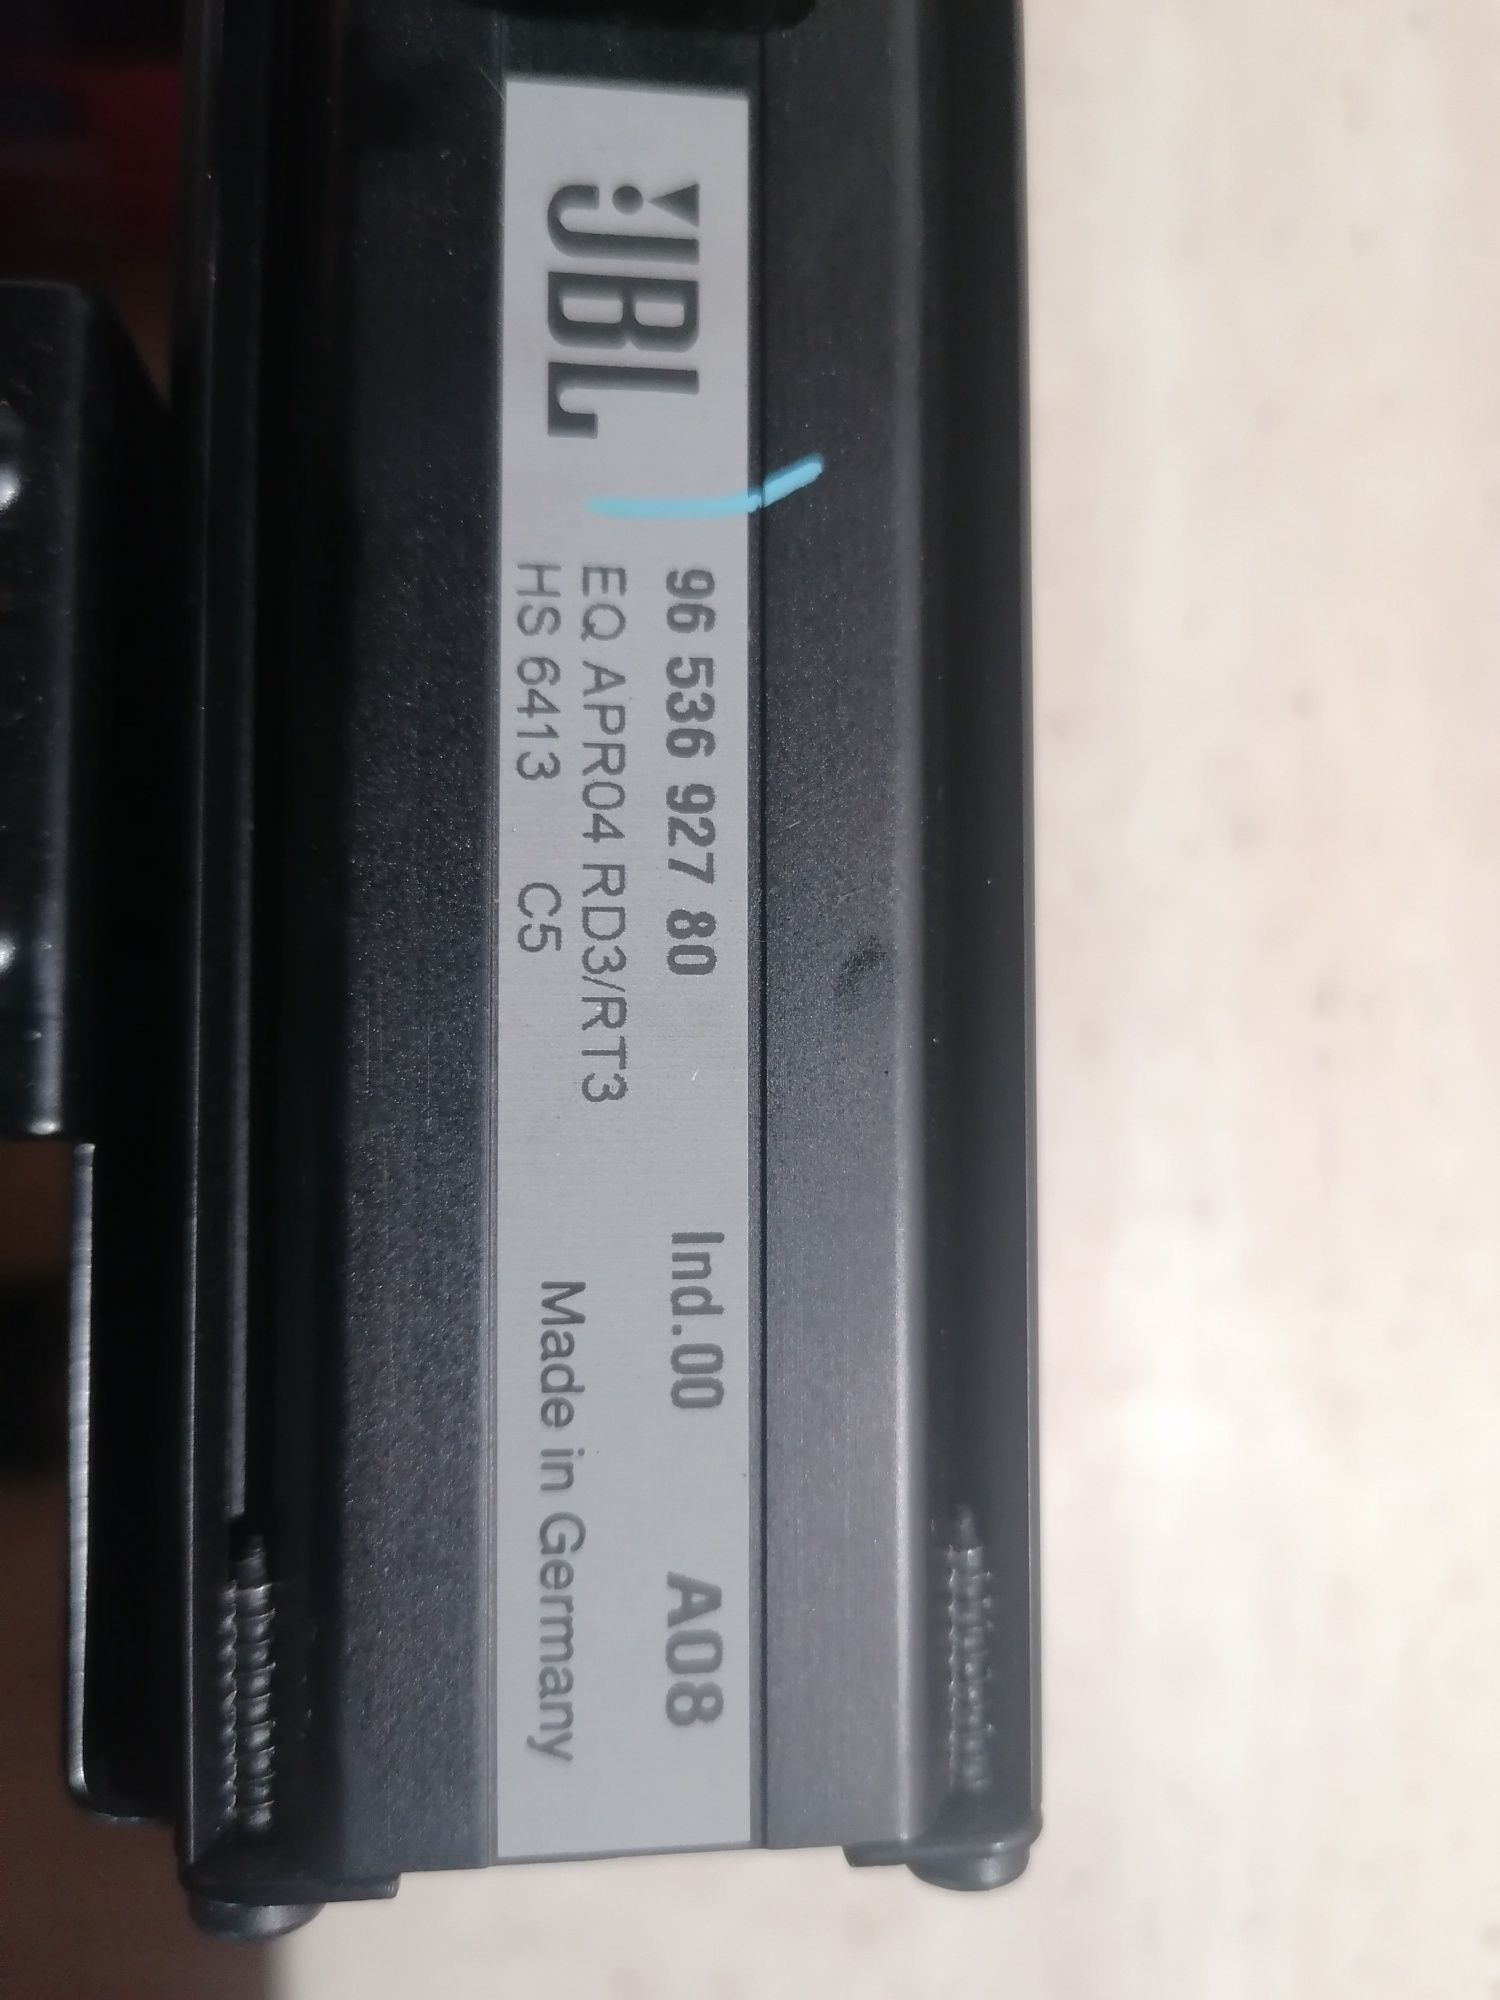 JBL
96 536 927 80 Ind.00 A08
EQ APR04 RD3/RT3
HS 6413 C5 Made in Germany